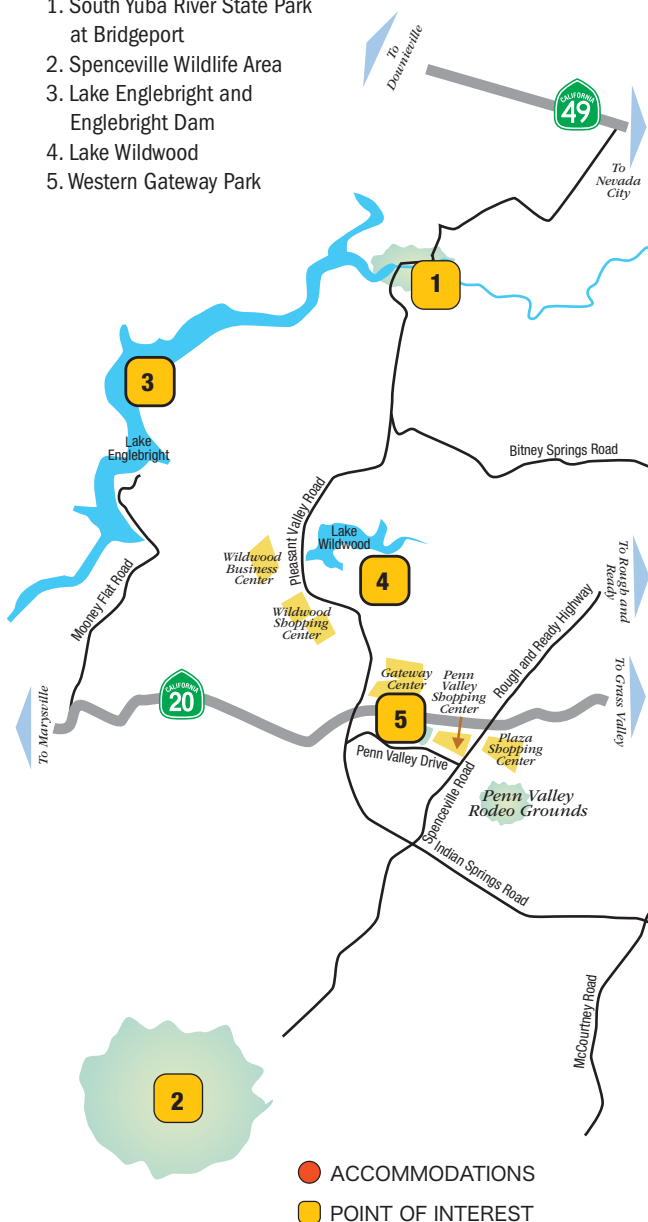 1. South Yuba River State Park
at Bridgeport
2. Spenceville Wildlife Area
3. Lake Englebright and
Englebright Dam
4. Lake Wildwood
5. Western Gateway Park
To
Downieville
CALIFORNIA
49
To
Nevada
City
1
3
Lake
Englebright
Bitney Springs Road
Pleasant Valley Road
Lake
Wildwood
Wildwood
Business
Center
4
To Rough and
Ready
Mooney Flat Road
Wildwood
Shopping
Center
Rough and Ready Highway
Gateway
Center
Penn
Valley
Shopping
Center
To Marysville
CALIFORNIA
20
5
To Grass Valley
Penn Valley Drive
Plaza
Shopping
Center
Spenceville Road
Penn Valley
Rodeo Grounds
Indian Springs Road
McCourtney Road
2
ACCOMMODATIONS
POINT OF INTEREST